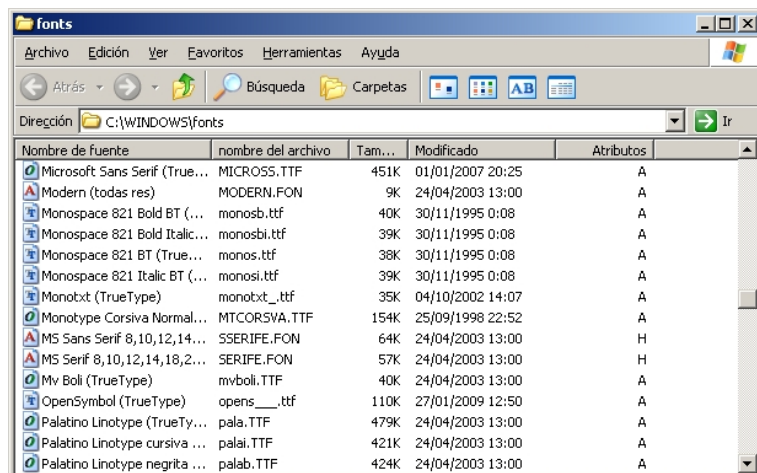 fonts
Archivo Edición Ver Favoritos Herramientas Ayuda
Atrás Búsqueda Carpetas AB
Dirección C:\WINDOWS\fonts Ir
Nombre de fuente nombre del archivo Tam... Modificado Atributos
Microsoft Sans Serif (True... MICROSS.TTF 451K 01/01/2007 20:25 A
Modern (todas res) MODERN.FON 9K 24/04/2003 13:00 A
Monospace 821 Bold BT (... monosb.ttf 40K 30/11/1995 0:08 A
Monospace 821 Bold Italic... monosbi.ttf 39K 30/11/1995 0:08 A
Monospace 821 BT (True... monos.ttf 38K 30/11/1995 0:08 A
Monospace 821 Italic BT (... monosi.ttf 39K 30/11/1995 0:08 A
Monotxt (TrueType) monotxt_.ttf 35K 04/10/2002 14:07 A
Monotype Corsiva Normal... MTCORSVA.TTF 154K 25/09/1998 22:52 A
MS Sans Serif 8,10,12,14... SSERIFE.FON 64K 24/04/2003 13:00 H
MS Serif 8,10,12,14,18,2... SERIFE.FON 57K 24/04/2003 13:00 H
Mv Boli (TrueType) mvboli.TTF 40K 24/04/2003 13:00 A
OpenSymbol (TrueType) opens___.ttf 110K 27/01/2009 12:50 A
Palatino Linotype (TrueTy... pala.TTF 479K 24/04/2003 13:00 A
Palatino Linotype cursiva ... palai.TTF 421K 24/04/2003 13:00 A
Palatino Linotype negrita ... palab.TTF 424K 24/04/2003 13:00 A